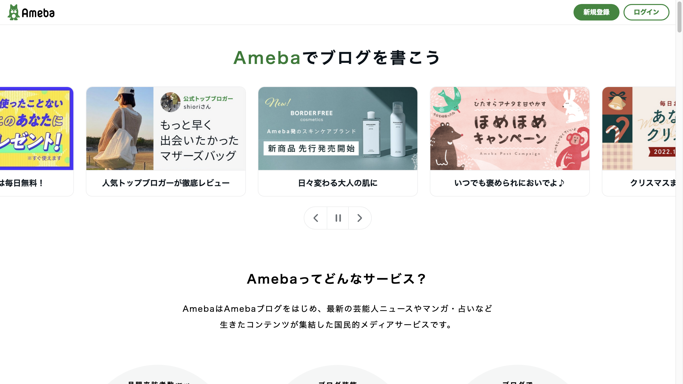 Ameba
新規登録
ログイン
Amebaでブログを書こう
使ったことない
このあなたに
レゼント!
※すぐ使えます
は毎日無料!
公式トップブロガー
shioriさん
もっと早く
出会いたかった
マザーズバッグ
人気トップブロガーが徹底レビュー
New!
BORDER FREE
cosmetics
Ameba発のスキンケアブランド
新商品 先行発売開始
日々変わる大人の肌に
ひたすらアナタを甘やかす
ほめほめ
キャンペーン
いつでも褒められにおいでよ♪
毎日
あな
クリス
2022.1
クリスマスま
Amebaってどんなサービス?
AmebaはAmebaブログをはじめ、最新の芸能人ニュースやマンガ・占いなど
生きたコンテンツが集結した国民的メディアサービスです。